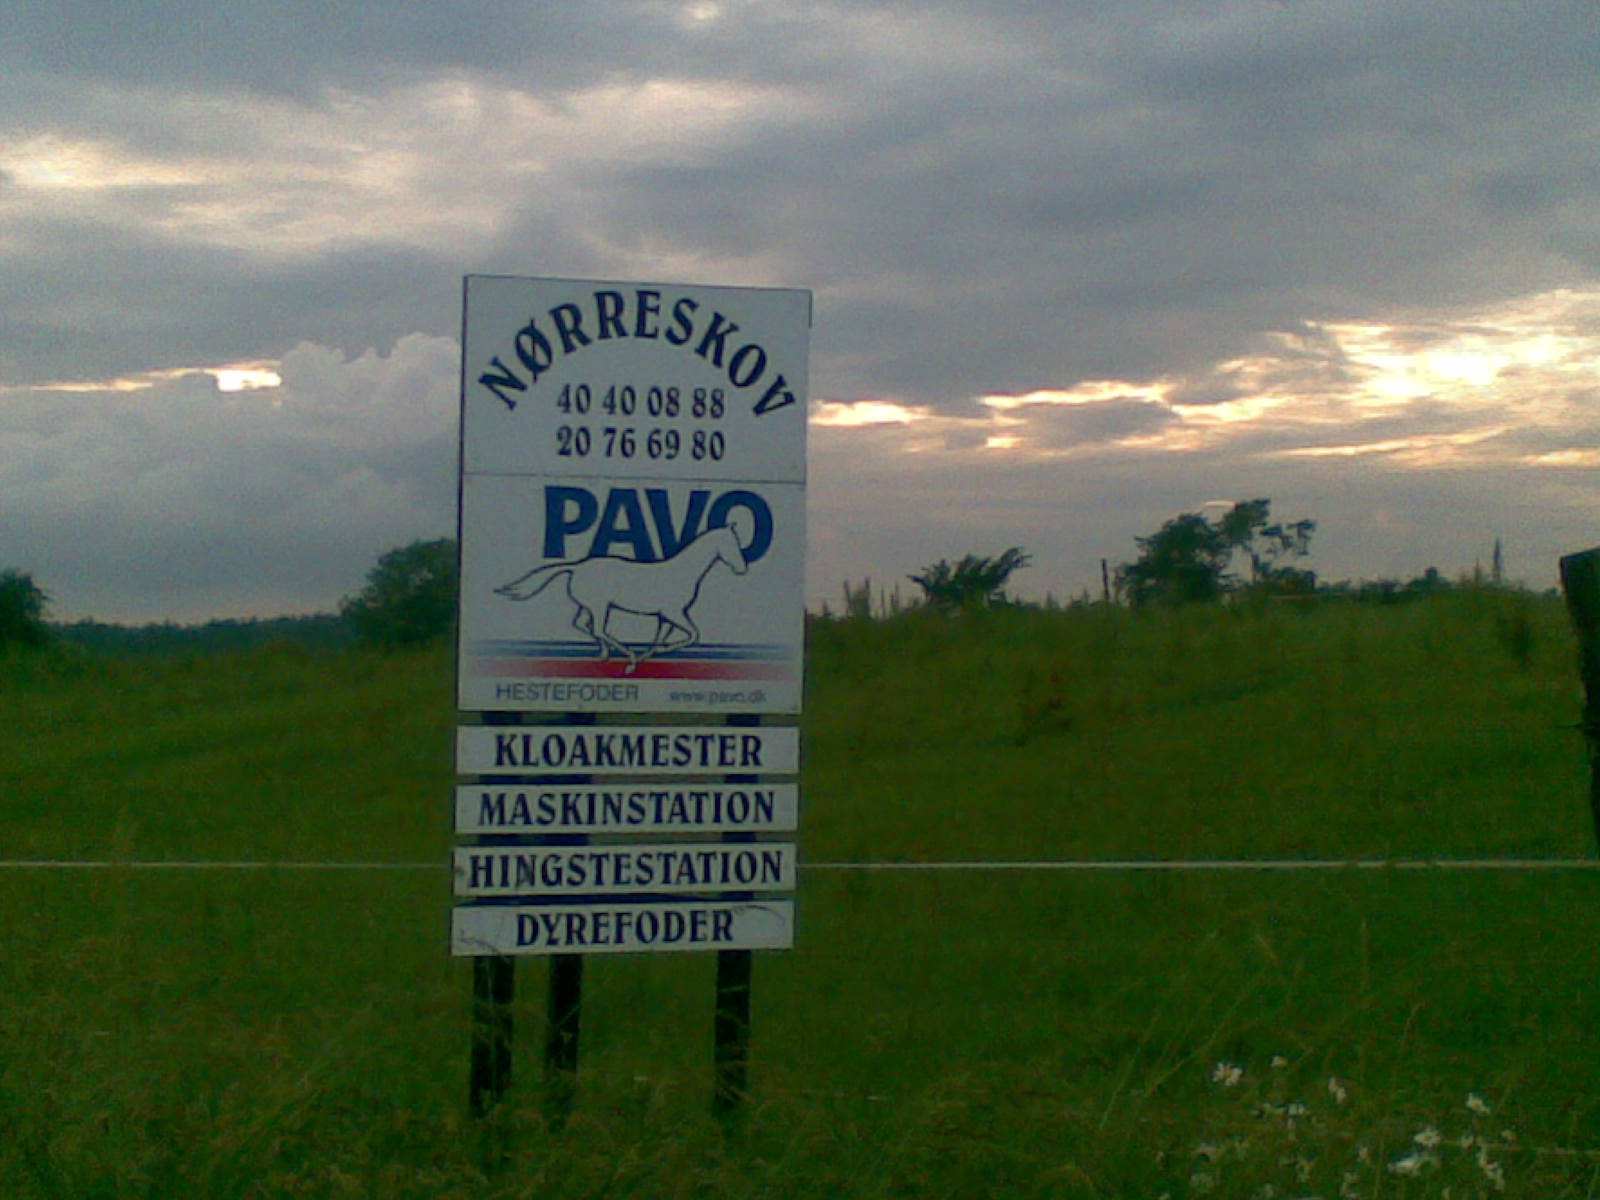 NØRRESKOV
40 40 08 88
20 76 69 80
PAVO
HESTEFODER www.pavo.dk
KLOAKMESTER
MASKINSTATION
HINGSTESTATION
DYREFODER